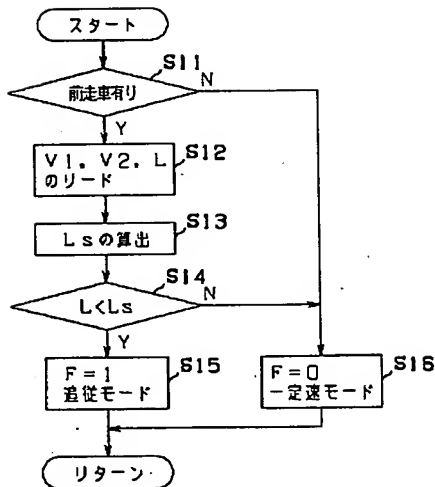 スタート
S11
前走車有り
N
Y
V1, V2, L
のリード
S12
Lsの算出
S13
S14
L<Ls
N
Y
F=1
追従モード
S15
F=0
一定速モード
S16
リターン